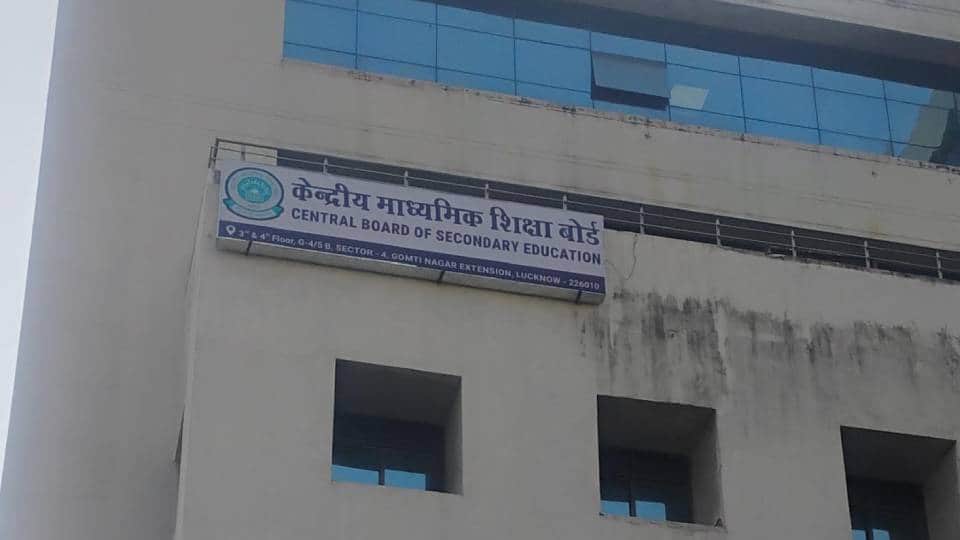 केन्द्रीय माध्यमिक शिक्षा बोर्ड
CENTRAL BOARD OF SECONDARY EDUCATION
3rd & 4th Floor, G-4/5 B, SECTOR - 4, GOMTI NAGAR EXTENSION, LUCKNOW - 226010